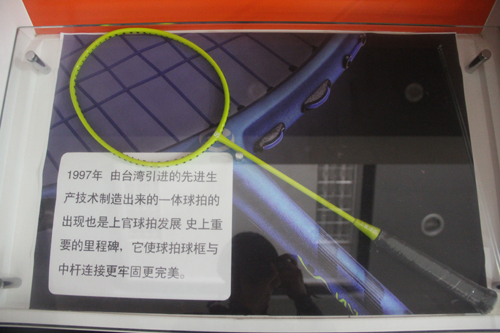 1997年 由台湾引进的先进生
产技术制造出来的一体球拍的
出现也是上官球拍发展 史上重
要的里程碑，它使球拍球框与
中杆连接更牢固更完美。